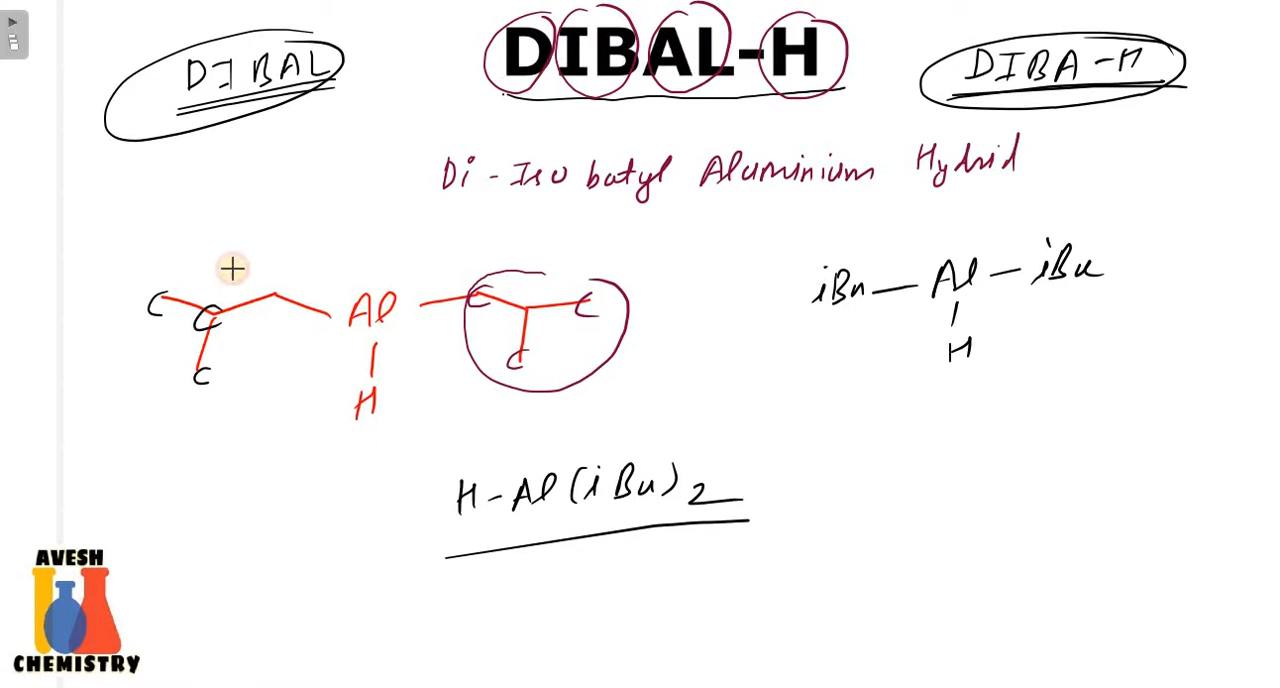 DIBAL
DIBAL-H
DIBA-H
Di-Iso butyl Aluminium Hydrid
C
C
C
Al
H
C
C
C
iBu — Al — iBu
H
H-Al(iBu)2
AVESH
CHEMISTRY